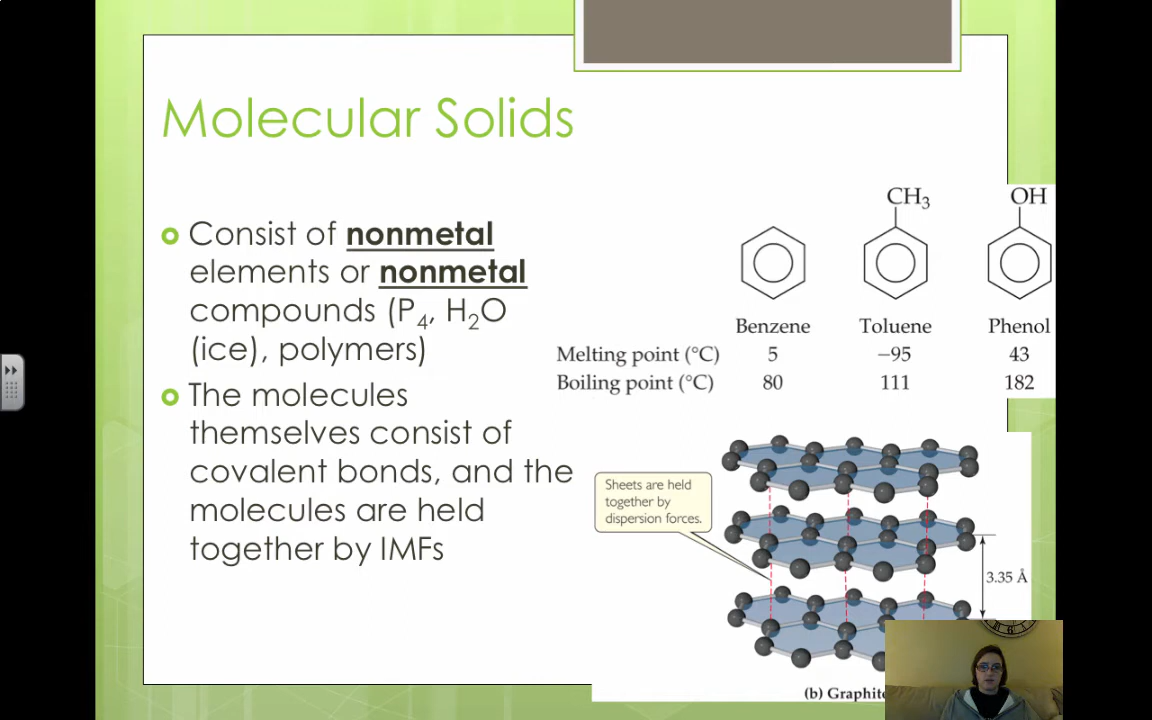 Molecular Solids
Consist of nonmetal
elements or nonmetal
compounds (P₄, H₂O
(ice), polymers)
The molecules
themselves consist of
covalent bonds, and the
molecules are held
together by IMFs
CH₃ OH
Benzene Toluene Phenol
Melting point (°C) 5 −95 43
Boiling point (°C) 80 111 182
Sheets are held
together by
dispersion forces.
3.35 Å
(b) Graphite